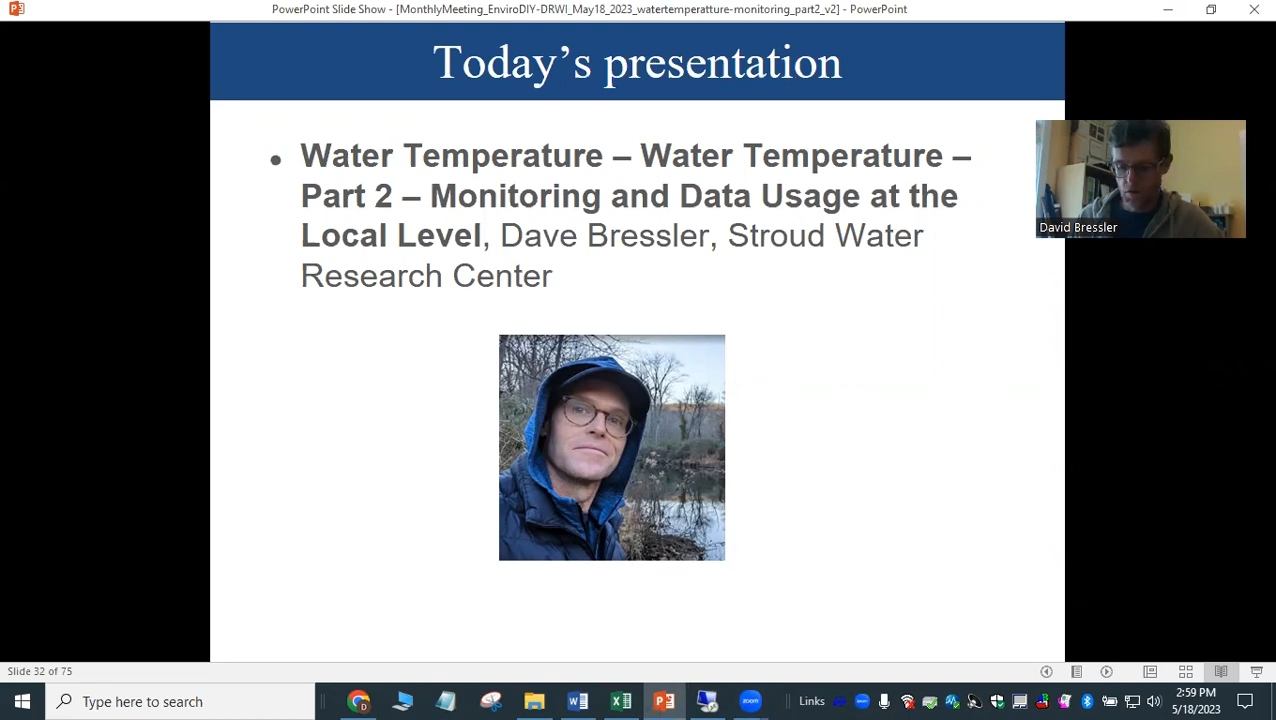 PowerPoint Slide Show - [MonthlyMeeting_EnviroDIY-DRWI_May18_2023_watertemperatture-monitoring_part2_v2] - PowerPoint
Today's presentation
• Water Temperature – Water Temperature –
Part 2 – Monitoring and Data Usage at the
Local Level, Dave Bressler, Stroud Water
Research Center
David Bressler
Slide 32 of 75
Type here to search
Links
zoom
2:59 PM
5/18/2023